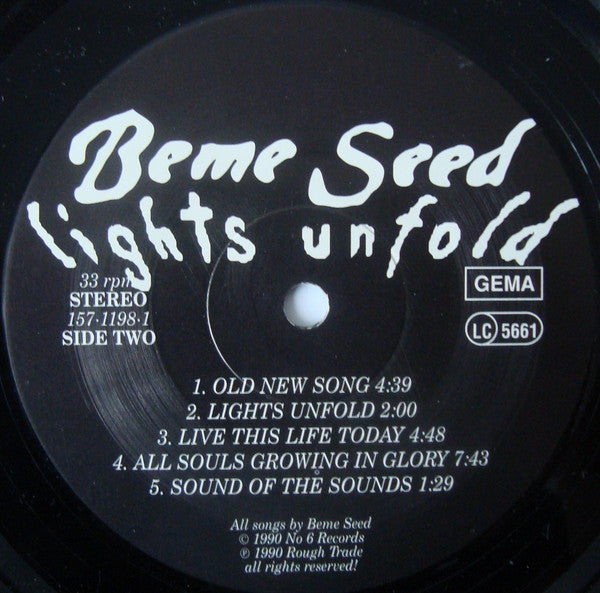 Beme Seed
lights unfold
33 rpm
STEREO
157·1198·1
SIDE TWO
GEMA
LC 5661
1. OLD NEW SONG 4:39
2. LIGHTS UNFOLD 2:00
3. LIVE THIS LIFE TODAY 4:48
4. ALL SOULS GROWING IN GLORY 7:43
5. SOUND OF THE SOUNDS 1:29
All songs by Beme Seed
© 1990 No 6 Records
℗ 1990 Rough Trade
all rights reserved!